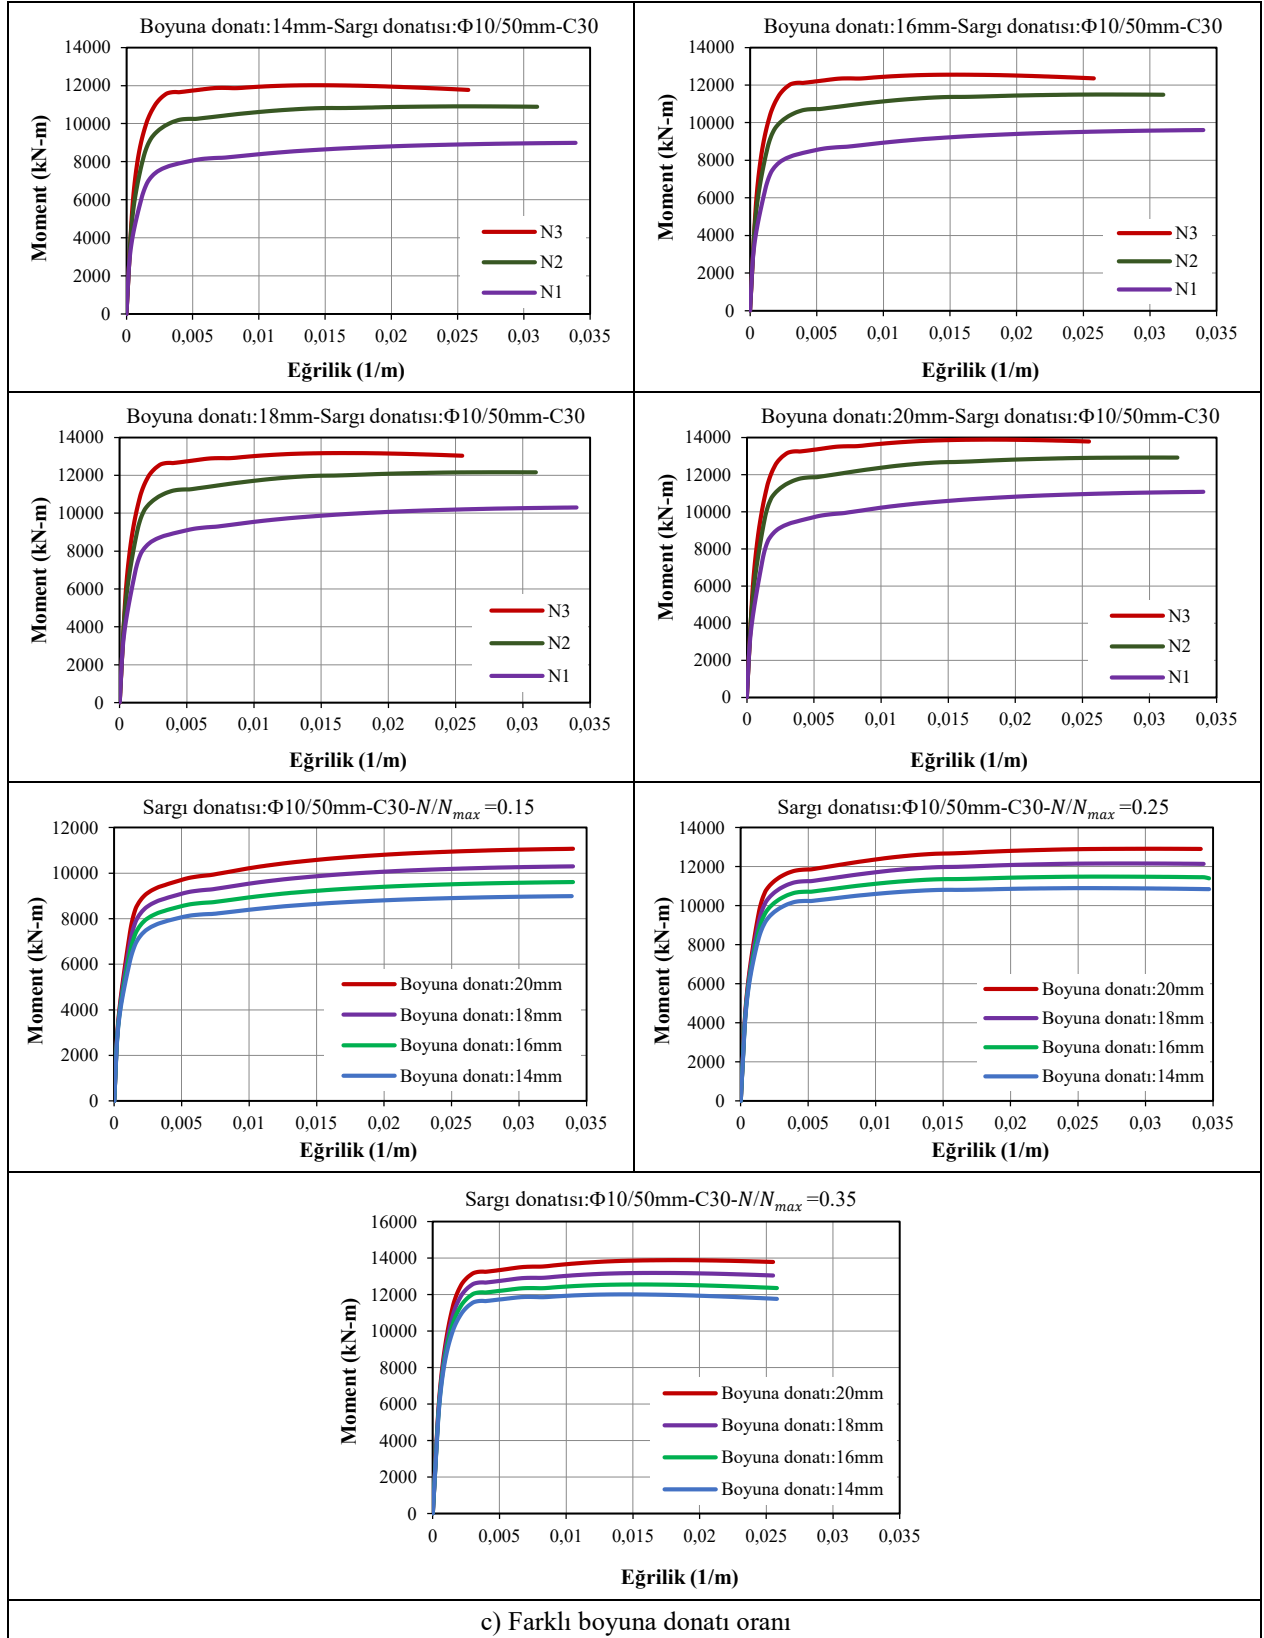 Boyuna donatı:14mm-Sargı donatısı:Φ10/50mm-C30
14000
12000
10000
8000
6000
4000
2000
0
Moment (kN-m)
N3
N2
N1
0 0,005 0,01 0,015 0,02 0,025 0,03 0,035
Eğrilik (1/m)
Boyuna donatı:16mm-Sargı donatısı:Φ10/50mm-C30
14000
12000
10000
8000
6000
4000
2000
0
Moment (kN-m)
N3
N2
N1
0 0,005 0,01 0,015 0,02 0,025 0,03 0,035
Eğrilik (1/m)
Boyuna donatı:18mm-Sargı donatısı:Φ10/50mm-C30
14000
12000
10000
8000
6000
4000
2000
0
Moment (kN-m)
N3
N2
N1
0 0,005 0,01 0,015 0,02 0,025 0,03 0,035
Eğrilik (1/m)
Boyuna donatı:20mm-Sargı donatısı:Φ10/50mm-C30
14000
12000
10000
8000
6000
4000
2000
0
Moment (kN-m)
N3
N2
N1
0 0,005 0,01 0,015 0,02 0,025 0,03 0,035
Eğrilik (1/m)
Sargı donatısı:Φ10/50mm-C30-N/Nmax =0.15
12000
10000
8000
6000
4000
2000
0
Moment (kN-m)
Boyuna donatı:20mm
Boyuna donatı:18mm
Boyuna donatı:16mm
Boyuna donatı:14mm
0 0,005 0,01 0,015 0,02 0,025 0,03 0,035
Eğrilik (1/m)
Sargı donatısı:Φ10/50mm-C30-N/Nmax =0.25
14000
12000
10000
8000
6000
4000
2000
0
Moment (kN-m)
Boyuna donatı:20mm
Boyuna donatı:18mm
Boyuna donatı:16mm
Boyuna donatı:14mm
0 0,005 0,01 0,015 0,02 0,025 0,03 0,035
Eğrilik (1/m)
Sargı donatısı:Φ10/50mm-C30-N/Nmax =0.35
16000
14000
12000
10000
8000
6000
4000
2000
0
Moment (kN-m)
Boyuna donatı:20mm
Boyuna donatı:18mm
Boyuna donatı:16mm
Boyuna donatı:14mm
0 0,005 0,01 0,015 0,02 0,025 0,03 0,035
Eğrilik (1/m)
c) Farklı boyuna donatı oranı